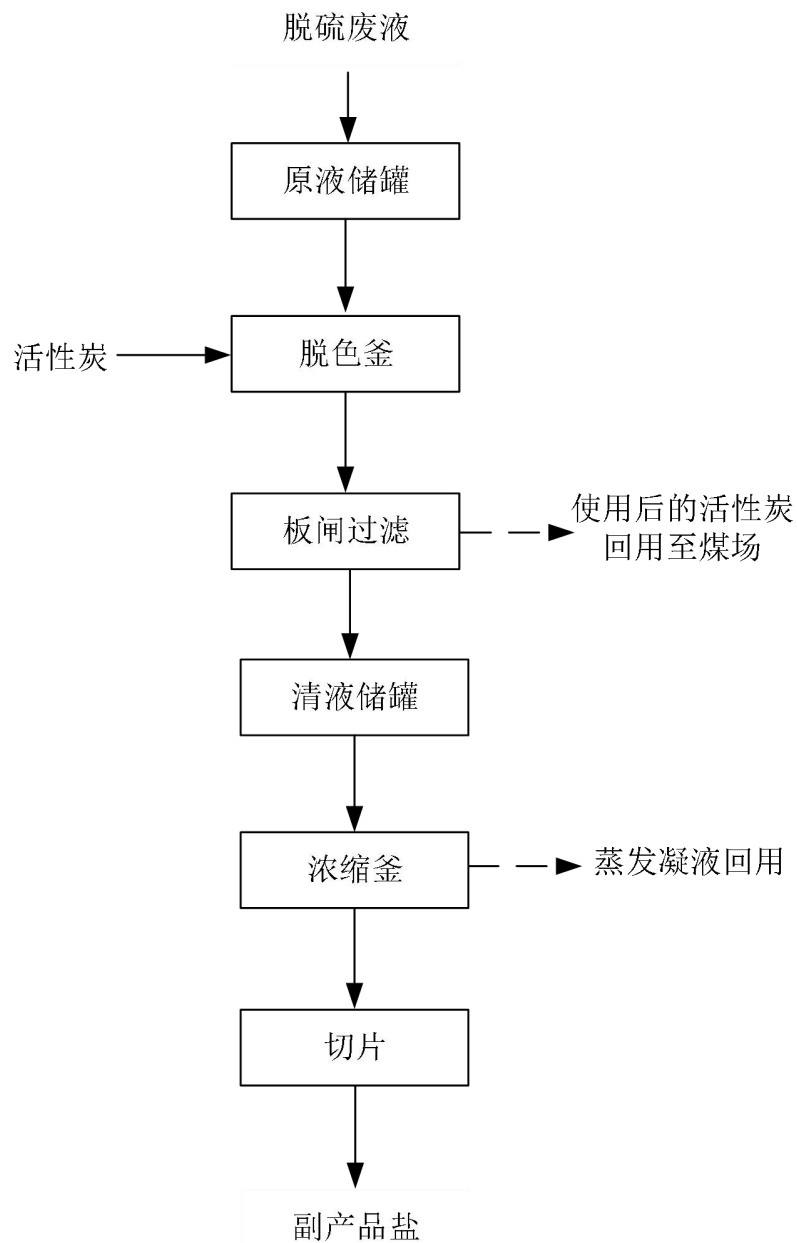 脱硫废液
原液储罐
活性炭
脱色釜
板闸过滤
使用后的活性炭
回用至煤场
清液储罐
浓缩釜
蒸发凝液回用
切片
副产品盐